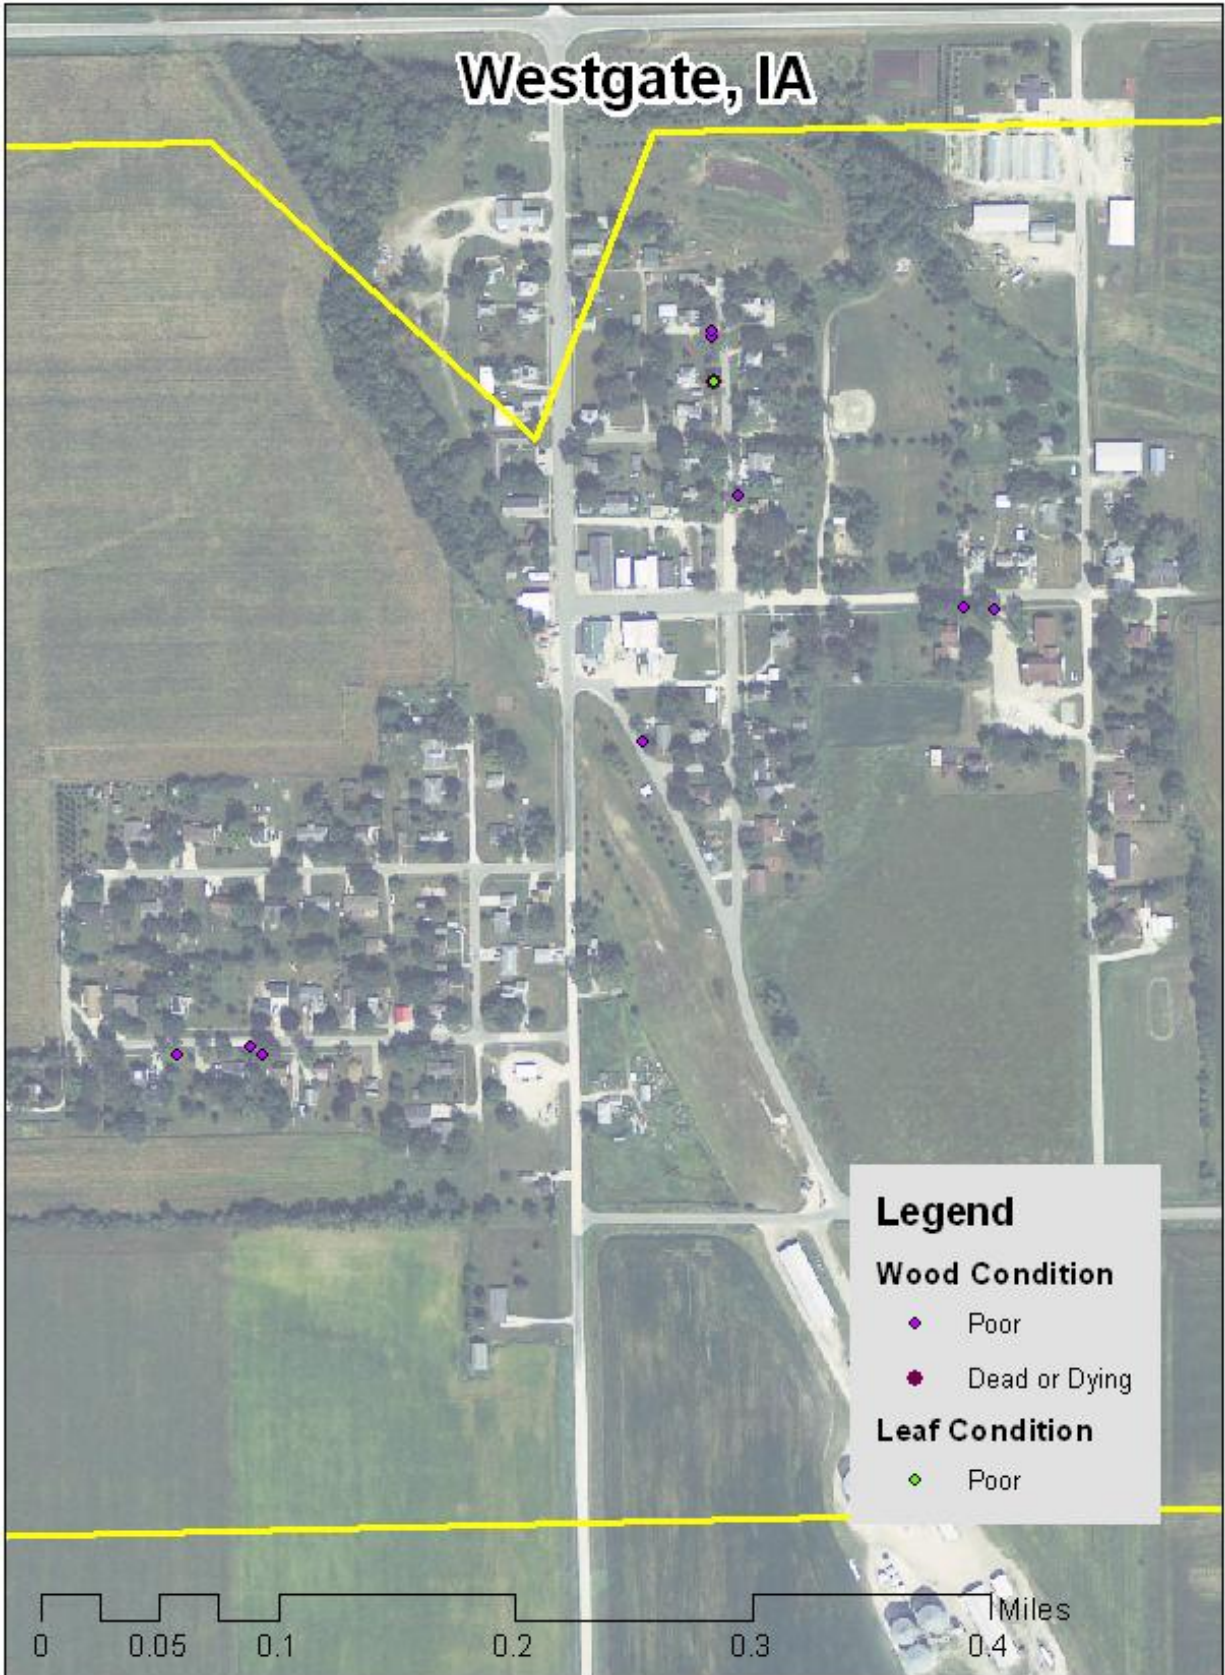 Westgate, IA
Legend
Wood Condition
Poor
Dead or Dying
Leaf Condition
Poor
Miles
0 0.05 0.1 0.2 0.3 0.4